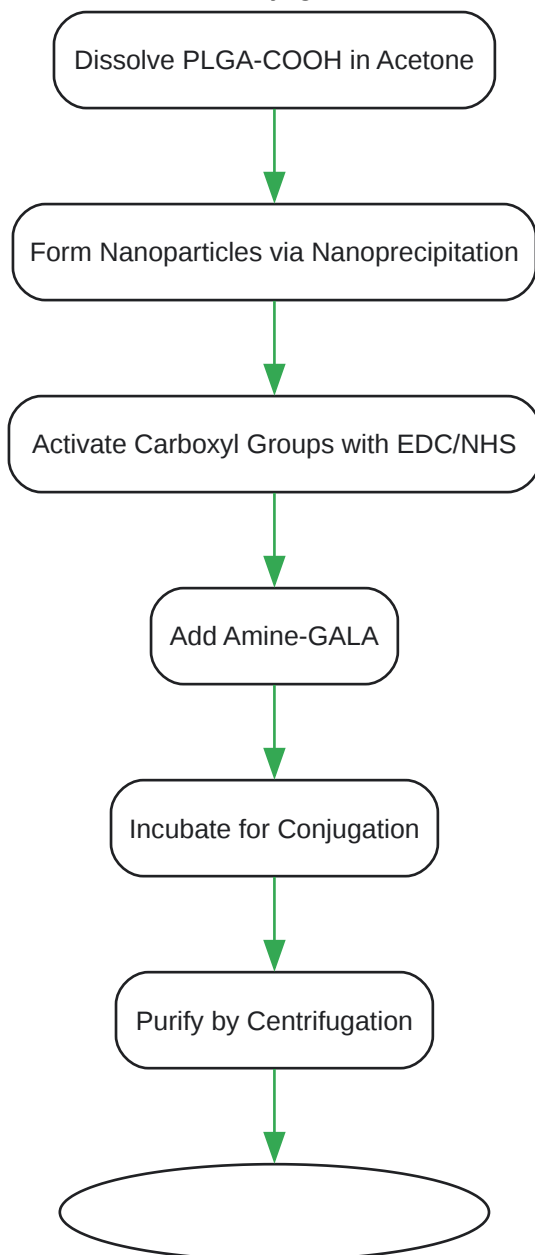 Dissolve PLGA-COOH in Acetone
Form Nanoparticles via Nanoprecipitation
Activate Carboxyl Groups with EDC/NHS
Add Amine-GALA
Incubate for Conjugation
Purify by Centrifugation